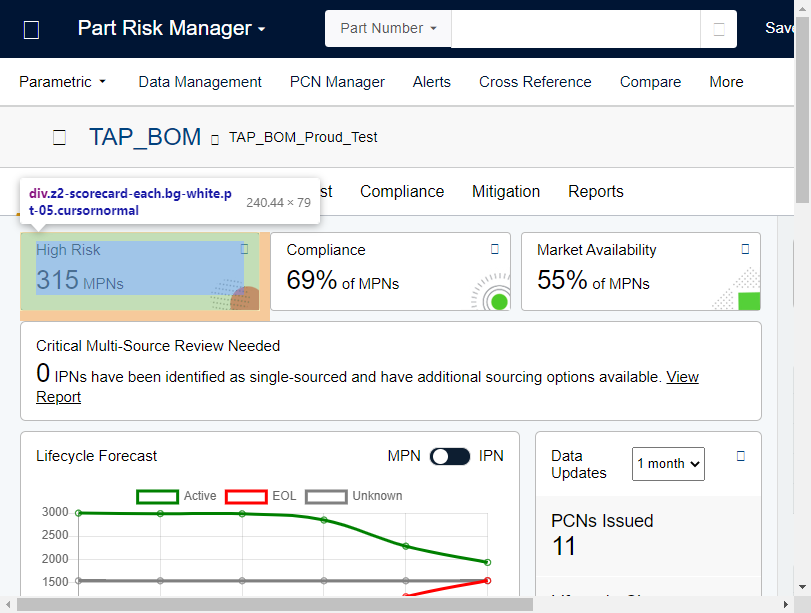 Part Risk Manager
Part Number
Save
Parametric
Data Management
PCN Manager
Alerts
Cross Reference
Compare
More
TAP_BOM
TAP_BOM_Proud_Test
div.z2-scorecard-each.bg-white.p
t-05.cursornormal
240.44 × 79
st
Compliance
Mitigation
Reports
High Risk
315 MPNs
Compliance
69% of MPNs
Market Availability
55% of MPNs
Critical Multi-Source Review Needed
0 IPNs have been identified as single-sourced and have additional sourcing options available. View
Report
Lifecycle Forecast
MPN
IPN
Active
EOL
Unknown
3000
2500
2000
1500
Data
Updates
1 month
PCNs Issued
11